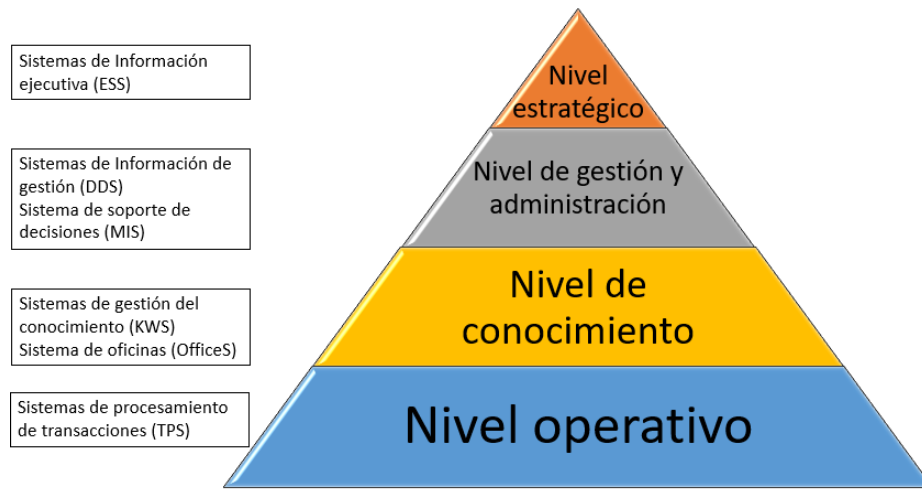 Sistemas de Información
ejecutiva (ESS)
Nivel
estratégico
Sistemas de Información de
gestión (DDS)
Sistema de soporte de
decisiones (MIS)
Nivel de gestión y
administración
Sistemas de gestión del
conocimiento (KWS)
Sistema de oficinas (OfficeS)
Nivel de
conocimiento
Sistemas de procesamiento
de transacciones (TPS)
Nivel operativo